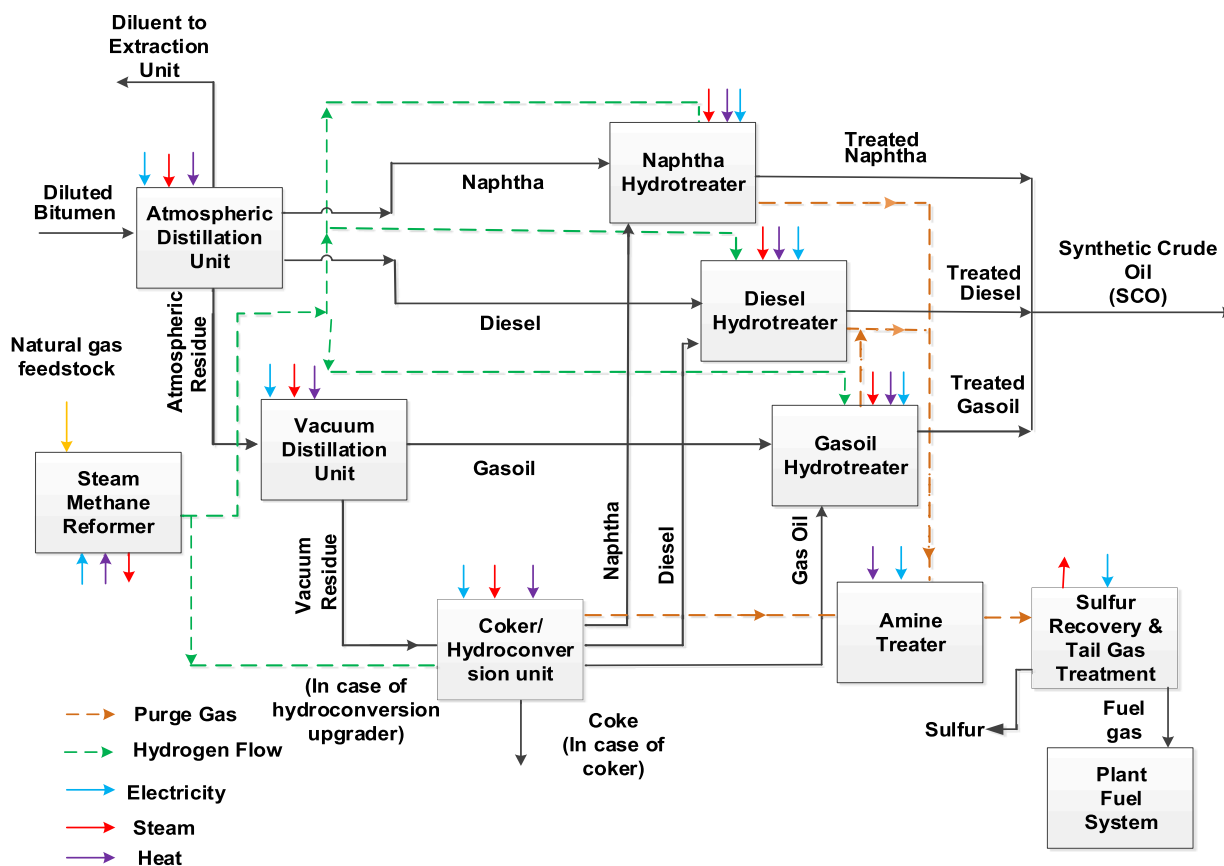 Diluent to
Extraction
Unit
Diluted
Bitumen
Atmospheric
Distillation
Unit
Naphtha
Naphtha
Hydrotreater
Treated
Naphtha
Diesel
Diesel
Hydrotreater
Treated
Diesel
Synthetic Crude
Oil
(SCO)
Atmospheric
Residue
Natural gas
feedstock
Steam
Methane
Reformer
Vacuum
Distillation
Unit
Gasoil
Gasoil
Hydrotreater
Treated
Gasoil
Vacuum
Residue
Naphtha
Diesel
Gas Oil
Coker/
Hydroconver
sion unit
(In case of
hydroconversion
upgrader)
Coke
(In case of
coker)
Amine
Treater
Sulfur
Recovery &
Tail Gas
Treatment
Sulfur
Fuel
gas
Plant
Fuel
System
Purge Gas
Hydrogen Flow
Electricity
Steam
Heat